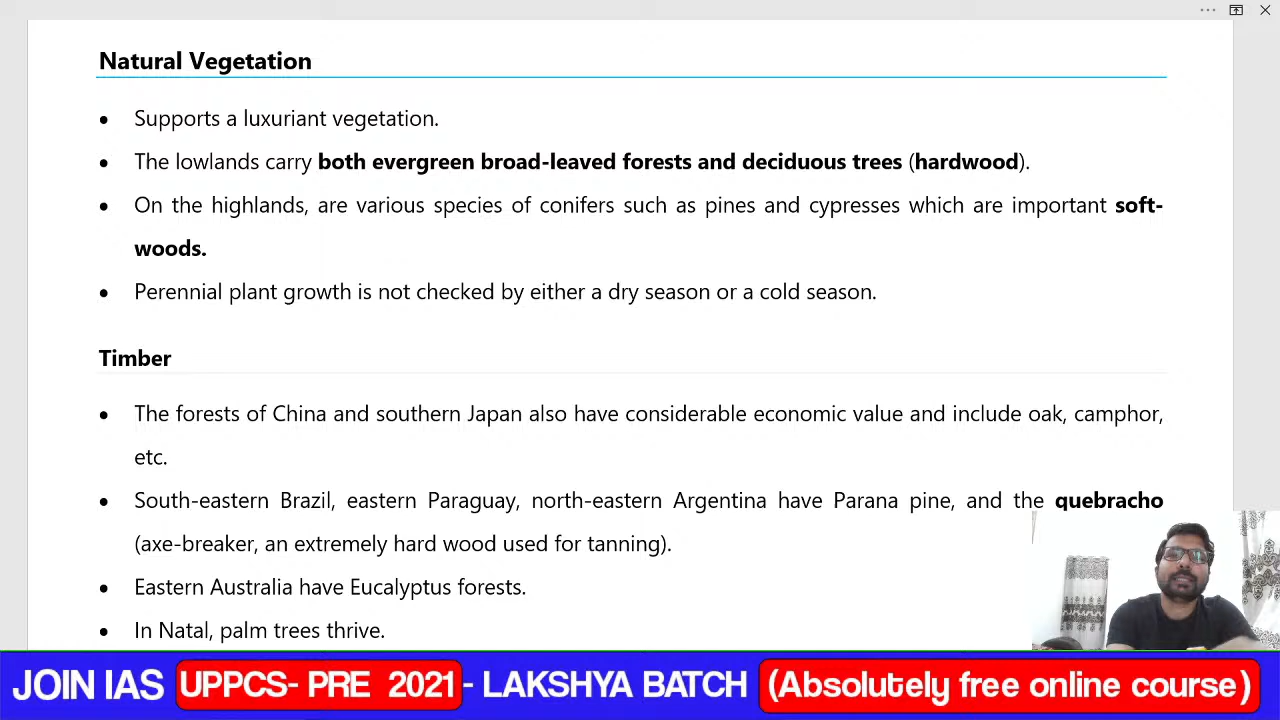 Natural Vegetation
• Supports a luxuriant vegetation.
• The lowlands carry both evergreen broad-leaved forests and deciduous trees (hardwood).
• On the highlands, are various species of conifers such as pines and cypresses which are important soft-
woods.
• Perennial plant growth is not checked by either a dry season or a cold season.
Timber
• The forests of China and southern Japan also have considerable economic value and include oak, camphor,
etc.
• South-eastern Brazil, eastern Paraguay, north-eastern Argentina have Parana pine, and the quebracho
(axe-breaker, an extremely hard wood used for tanning).
• Eastern Australia have Eucalyptus forests.
• In Natal, palm trees thrive.
JOIN IAS UPPCS- PRE 2021 - LAKSHYA BATCH (Absolutely free online course)